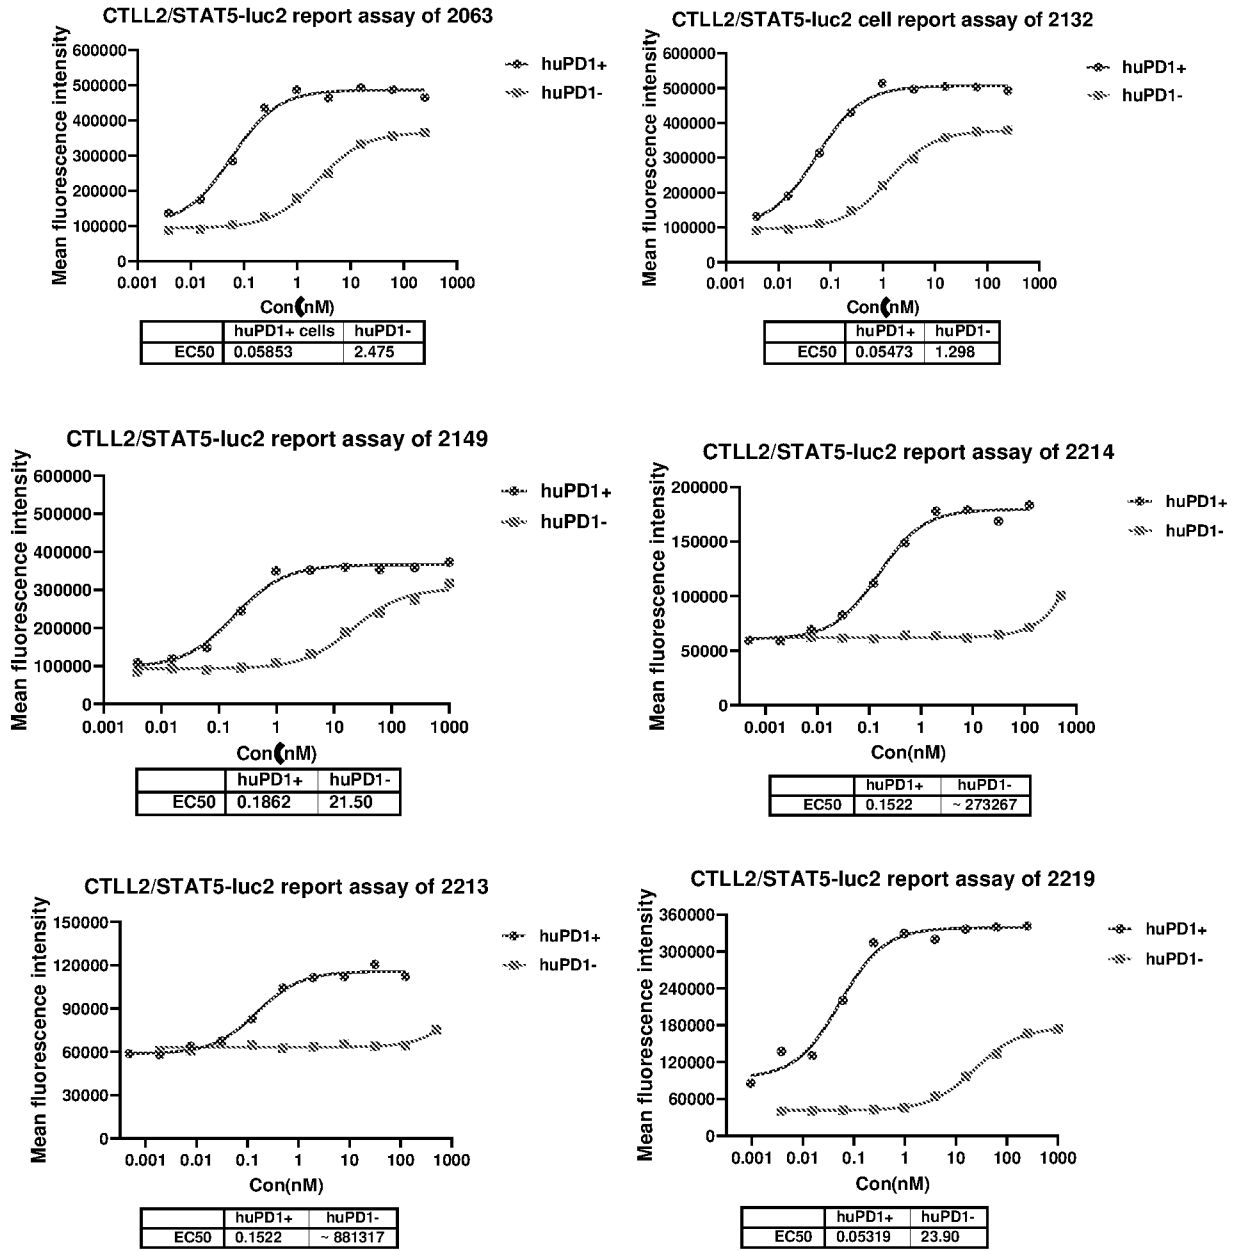 CTLL2/STAT5-luc2 report assay of 2063
Mean fluorescence intensity
600000
500000
400000
300000
200000
100000
0
0.001 0.01 0.1 1 10 100 1000
Con(nM)
huPD1+
huPD1-
huPD1+ cells huPD1-
EC50 0.05853 2.475
CTLL2/STAT5-luc2 cell report assay of 2132
Mean fluorescence intensity
600000
500000
400000
300000
200000
100000
0
0.001 0.01 0.1 1 10 100 1000
Con(nM)
huPD1+
huPD1-
huPD1+ huPD1-
EC50 0.05473 1.298
CTLL2/STAT5-luc2 report assay of 2149
Mean fluorescence intensity
600000
500000
400000
300000
200000
100000
0
0.001 0.01 0.1 1 10 100 1000
Con(nM)
huPD1+
huPD1-
huPD1+ huPD1-
EC50 0.1862 21.50
CTLL2/STAT5-luc2 report assay of 2214
Mean fluorescence intensity
200000
150000
100000
50000
0
0.001 0.01 0.1 1 10 100 1000
Con(nM)
huPD1+
huPD1-
huPD1+ huPD1-
EC50 0.1522 ~ 273267
CTLL2/STAT5-luc2 report assay of 2213
Mean fluorescence intensity
150000
120000
90000
60000
30000
0
0.001 0.01 0.1 1 10 100 1000
Con(nM)
huPD1+
huPD1-
huPD1+ huPD1-
EC50 0.1522 ~ 881317
CTLL2/STAT5-luc2 report assay of 2219
Mean fluorescence intensity
360000
300000
240000
180000
120000
60000
0
0.001 0.01 0.1 1 10 100 1000
Con(nM)
huPD1+
huPD1-
huPD1+ huPD1-
EC50 0.05319 23.90